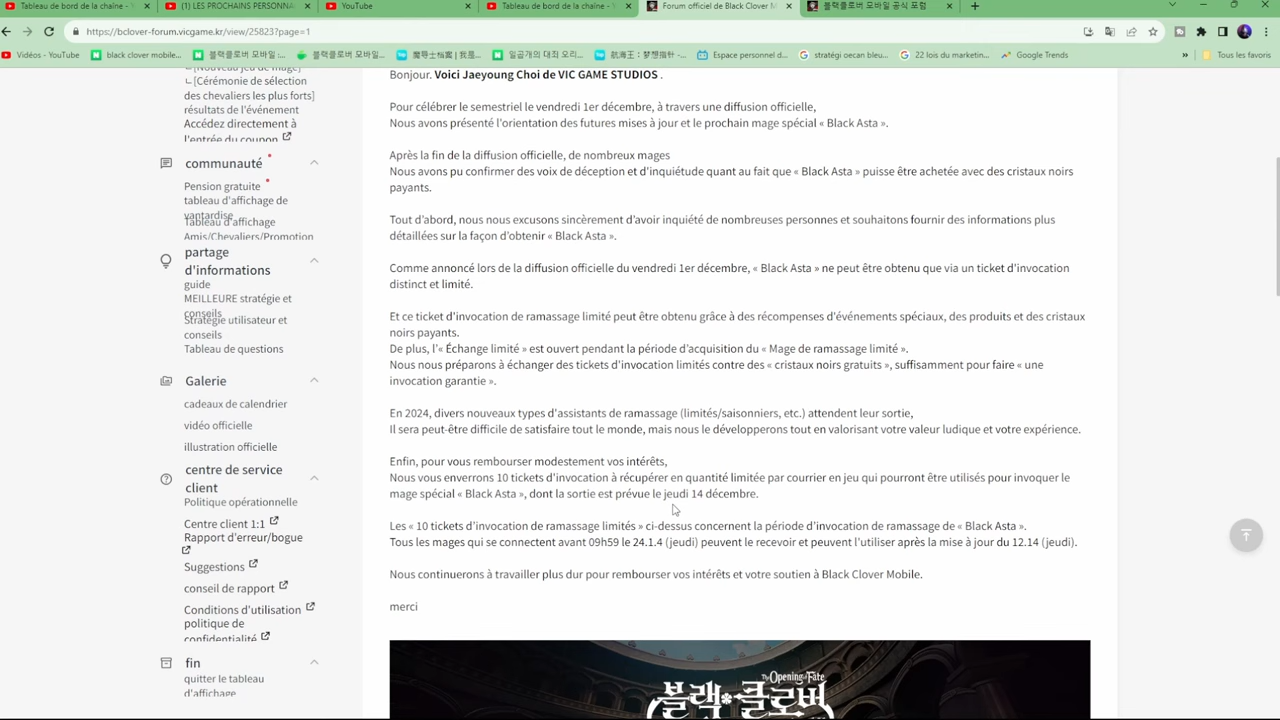 Tableau de bord de la chaîne - Y
(1) LES PROCHAINS PERSONNA
YouTube
Tableau de bord de la chaîne - Y
Forum officiel de Black Clover M
블랙클로버 모바일 공식 포럼
https://bclover-forum.vicgame.kr/view/25823?page=1
Vidéos - YouTube
black clover mobile...
블랙클로버 모바일 :...
블랙클로버 모바일...
魔导士档案 | 我是...
일곱개의 대죄 오리...
航海王：梦想指针 -...
Espace personnel d...
stratégi oecan bleu...
22 lois du marketin...
Google Trends
Tous les favoris
ㄴ[Nouveau jeu de mage]
ㄴ[Cérémonie de sélection
des chevaliers les plus forts]
résultats de l'événement
Accédez directement à
l'entrée du coupon
communauté
Pension gratuite
tableau d'affichage de
vantardise
Tableau d'affichage
Amis/Chevaliers/Promotion
partage
d'informations
guide
MEILLEURE stratégie et
conseils
Stratégie utilisateur et
conseils
Tableau de questions
Galerie
cadeaux de calendrier
vidéo officielle
illustration officielle
centre de service
client
Politique opérationnelle
Centre client 1:1
Rapport d'erreur/bogue
Suggestions
conseil de rapport
Conditions d'utilisation
politique de
confidentialité
fin
quitter le tableau
d'affichage
Bonjour. Voici Jaeyoung Choi de VIC GAME STUDIOS .
Pour célébrer le semestriel le vendredi 1er décembre, à travers une diffusion officielle,
Nous avons présenté l'orientation des futures mises à jour et le prochain mage spécial « Black Asta ».
Après la fin de la diffusion officielle, de nombreux mages
Nous avons pu confirmer des voix de déception et d'inquiétude quant au fait que « Black Asta » puisse être achetée avec des cristaux noirs
payants.
Tout d'abord, nous nous excusons sincèrement d'avoir inquiété de nombreuses personnes et souhaitons fournir des informations plus
détaillées sur la façon d'obtenir « Black Asta ».
Comme annoncé lors de la diffusion officielle du vendredi 1er décembre, « Black Asta » ne peut être obtenu que via un ticket d'invocation
distinct et limité.
Et ce ticket d'invocation de ramassage limité peut être obtenu grâce à des récompenses d'événements spéciaux, des produits et des cristaux
noirs payants.
De plus, l'« Échange limité » est ouvert pendant la période d'acquisition du « Mage de ramassage limité ».
Nous nous préparons à échanger des tickets d'invocation limités contre des « cristaux noirs gratuits », suffisamment pour faire « une
invocation garantie ».
En 2024, divers nouveaux types d'assistants de ramassage (limités/saisonniers, etc.) attendent leur sortie,
Il sera peut-être difficile de satisfaire tout le monde, mais nous le développerons tout en valorisant votre valeur ludique et votre expérience.
Enfin, pour vous rembourser modestement vos intérêts,
Nous vous enverrons 10 tickets d'invocation à récupérer en quantité limitée par courrier en jeu qui pourront être utilisés pour invoquer le
mage spécial « Black Asta », dont la sortie est prévue le jeudi 14 décembre.
Les « 10 tickets d'invocation de ramassage limités » ci-dessus concernent la période d'invocation de ramassage de « Black Asta ».
Tous les mages qui se connectent avant 09h59 le 24.1.4 (jeudi) peuvent le recevoir et peuvent l'utiliser après la mise à jour du 12.14 (jeudi).
Nous continuerons à travailler plus dur pour rembourser vos intérêts et votre soutien à Black Clover Mobile.
merci
The Opening of Fate
블랙클로버